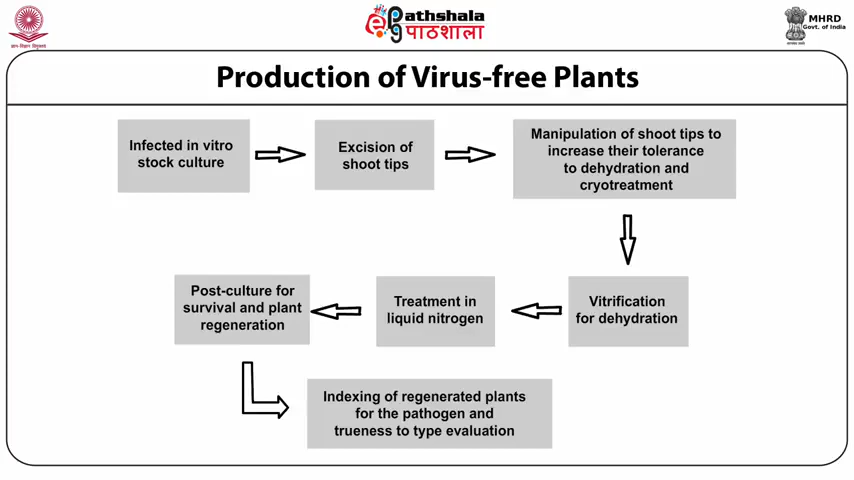 ePathshala
पाठशाला
MHRD
Govt. of India
Production of Virus-free Plants
Infected in vitro
stock culture
Excision of
shoot tips
Manipulation of shoot tips to
increase their tolerance
to dehydration and
cryotreatment
Vitrification
for dehydration
Treatment in
liquid nitrogen
Post-culture for
survival and plant
regeneration
Indexing of regenerated plants
for the pathogen and
trueness to type evaluation